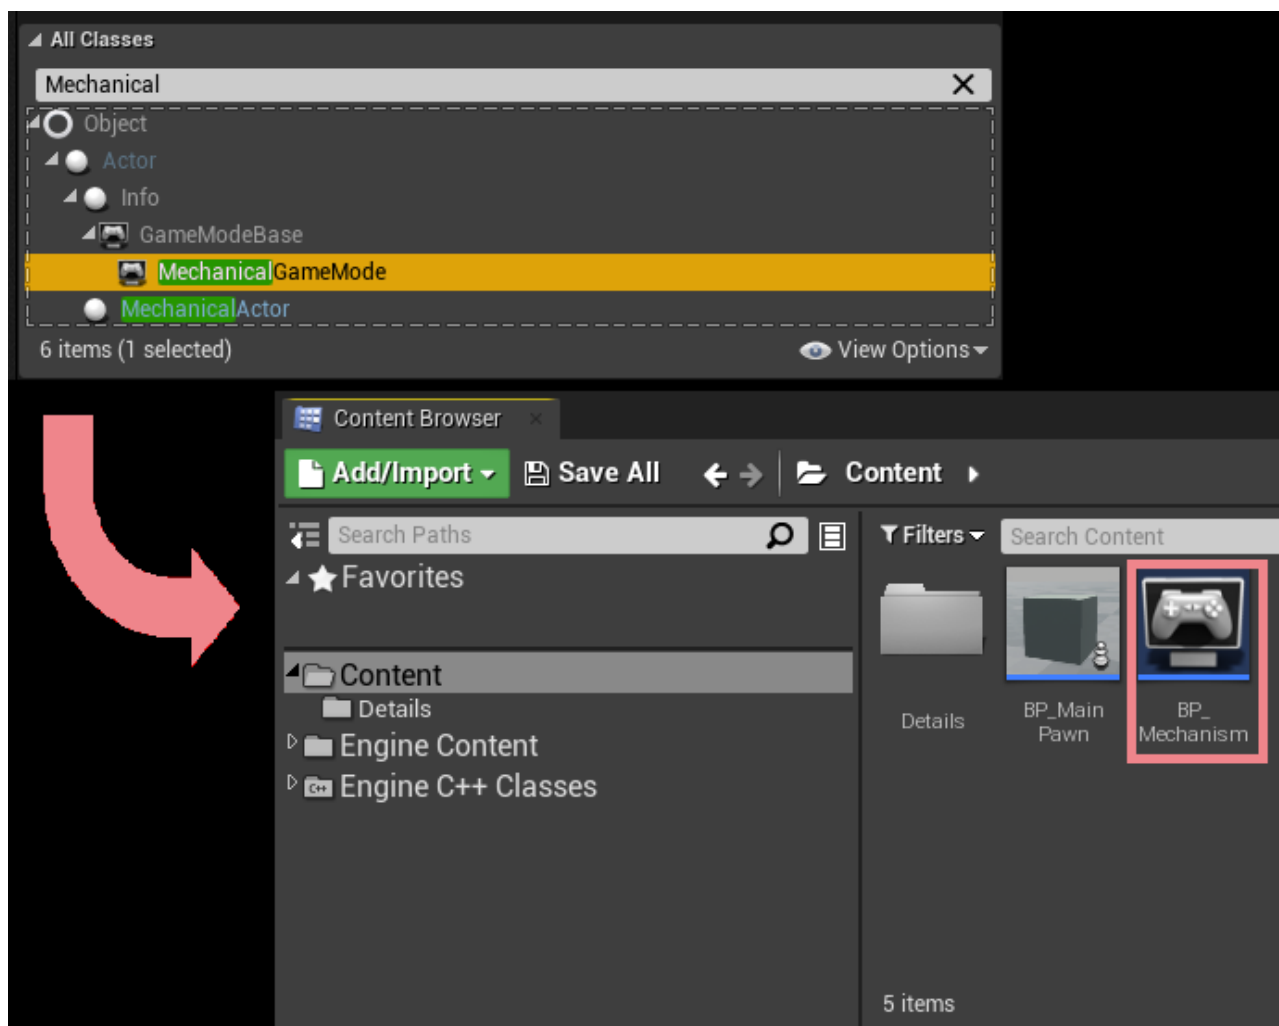 All Classes
Mechanical
Object
Actor
Info
GameModeBase
MechanicalGameMode
MechanicalActor
6 items (1 selected)
View Options
Content Browser
Add/Import
Save All
Content
Search Paths
Filters
Search Content
Favorites
Content
Details
Engine Content
C++
Engine C++ Classes
Details
BP_Main
Pawn
BP_
Mechanism
5 items